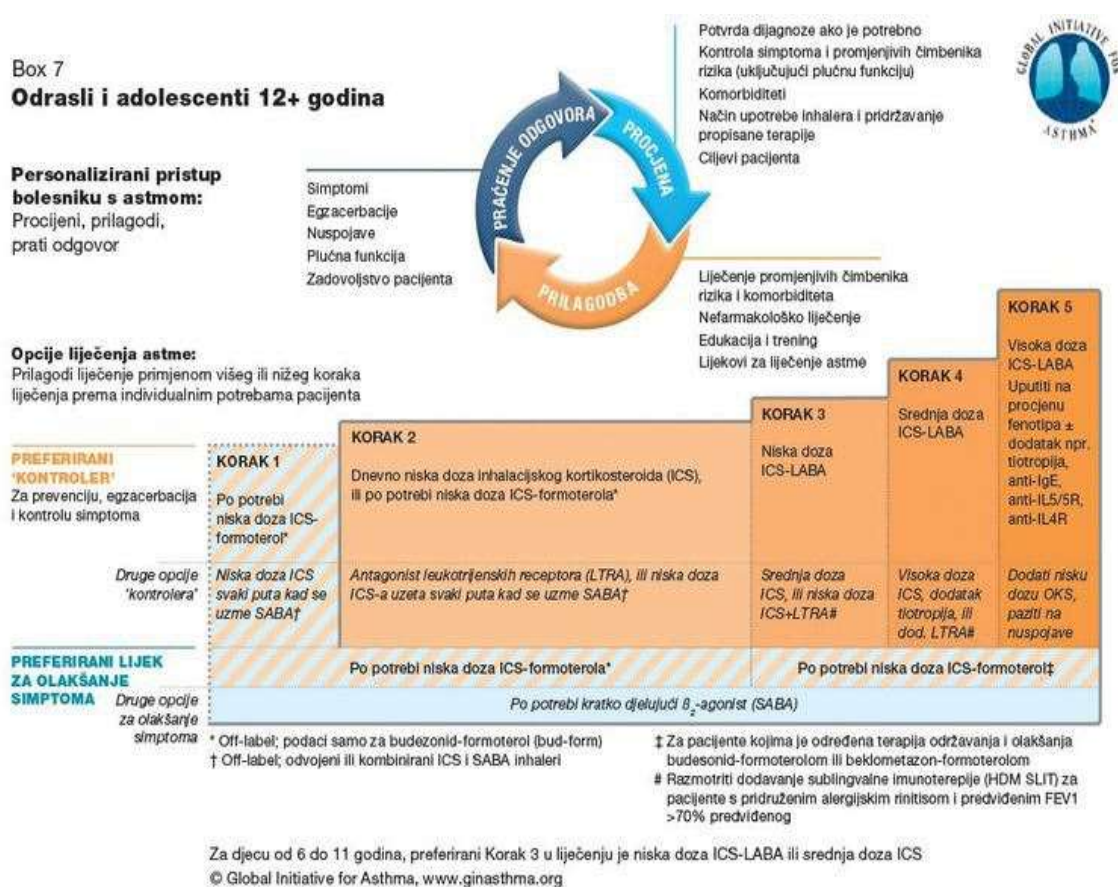 Box 7
Odrasli i adolescenti 12+ godina
Personalizirani pristup
bolesniku s astmom:
Procijeni, prilagodi,
prati odgovor
Simptomi
Egzacerbacije
Nuspojave
Plućna funkcija
Zadovoljstvo pacijenta
PRAĆENJE ODGOVORA
PROCJENA
PRILAGODBA
Potvrda dijagnoze ako je potrebno
Kontrola simptoma i promjenjivih čimbenika
rizika (uključujući plućnu funkciju)
Komorbiditeti
Način upotrebe inhalera i pridržavanje
propisane terapije
Ciljevi pacijenta
GLOBAL INITIATIVE FOR
ASTHMA
Liječenje promjenjivih čimbenika
rizika i komorbiditeta
Nefarmakološko liječenje
Edukacija i trening
Lijekovi za liječenje astme
Opcije liječenja astme:
Prilagodi liječenje primjenom višeg ili nižeg koraka
liječenja prema individualnim potrebama pacijenta
PREFERIRANI
'KONTROLER'
Za prevenciju, egzacerbacija
i kontrolu simptoma
KORAK 1
Po potrebi
niska doza ICS-
formoterol*
KORAK 2
Dnevno niska doza inhalacijskog kortikosteroida (ICS),
ili po potrebi niska doza ICS-formoterola*
KORAK 3
Niska doza
ICS-LABA
KORAK 4
Srednja doza
ICS-LABA
KORAK 5
Visoka doza
ICS-LABA
Uputiti na
procjenu
fenotipa ±
dodatak npr.
tiotropija,
anti-IgE,
anti-IL5/5R,
anti-IL4R
Druge opcije
'kontrolera'
Niska doza ICS
svaki puta kad se
uzme SABA†
Antagonist leukotrijenskih receptora (LTRA), ili niska doza
ICS-a uzeta svaki puta kad se uzme SABA†
Srednja doza
ICS, ili niska doza
ICS+LTRA#
Visoka doza
ICS, dodatak
tiotropija, ili
dod. LTRA#
Dodati nisku
dozu OKS,
paziti na
nuspojave
PREFERIRANI LIJEK
ZA OLAKŠANJE
SIMPTOMA
Po potrebi niska doza ICS-formoterola*
Po potrebi niska doza ICS-formoterol‡
Druge opcije
za olakšanje
simptoma
Po potrebi kratko djelujući ß₂-agonist (SABA)
* Off-label; podaci samo za budezonid-formoterol (bud-form)
† Off-label; odvojeni ili kombinirani ICS i SABA inhaleri
‡ Za pacijente kojima je određena terapija održavanja i olakšanja
budesonid-formoterolom ili beklometazon-formoterolom
# Razmotriti dodavanje sublingvalne imunoterepije (HDM SLIT) za
pacijente s pridruženim alergijskim rinitisom i predviđenim FEV1
>70% predviđenog
Za djecu od 6 do 11 godina, preferirani Korak 3 u liječenju je niska doza ICS-LABA ili srednja doza ICS
© Global Initiative for Asthma, www.ginasthma.org